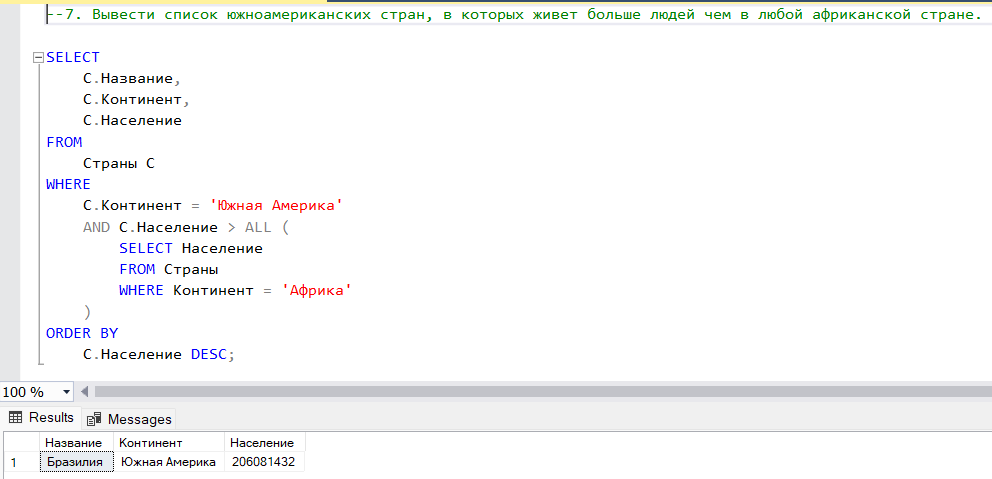 --7. Вывести список южноамериканских стран, в которых живет больше людей чем в любой африканской стране.
SELECT
С.Название,
С.Континент,
С.Население
FROM
Страны С
WHERE
С.Континент = 'Южная Америка'
AND С.Население > ALL (
SELECT Население
FROM Страны
WHERE Континент = 'Африка'
)
ORDER BY
С.Население DESC;
100 %
Results Messages
Название Континент Население
1 Бразилия Южная Америка 206081432